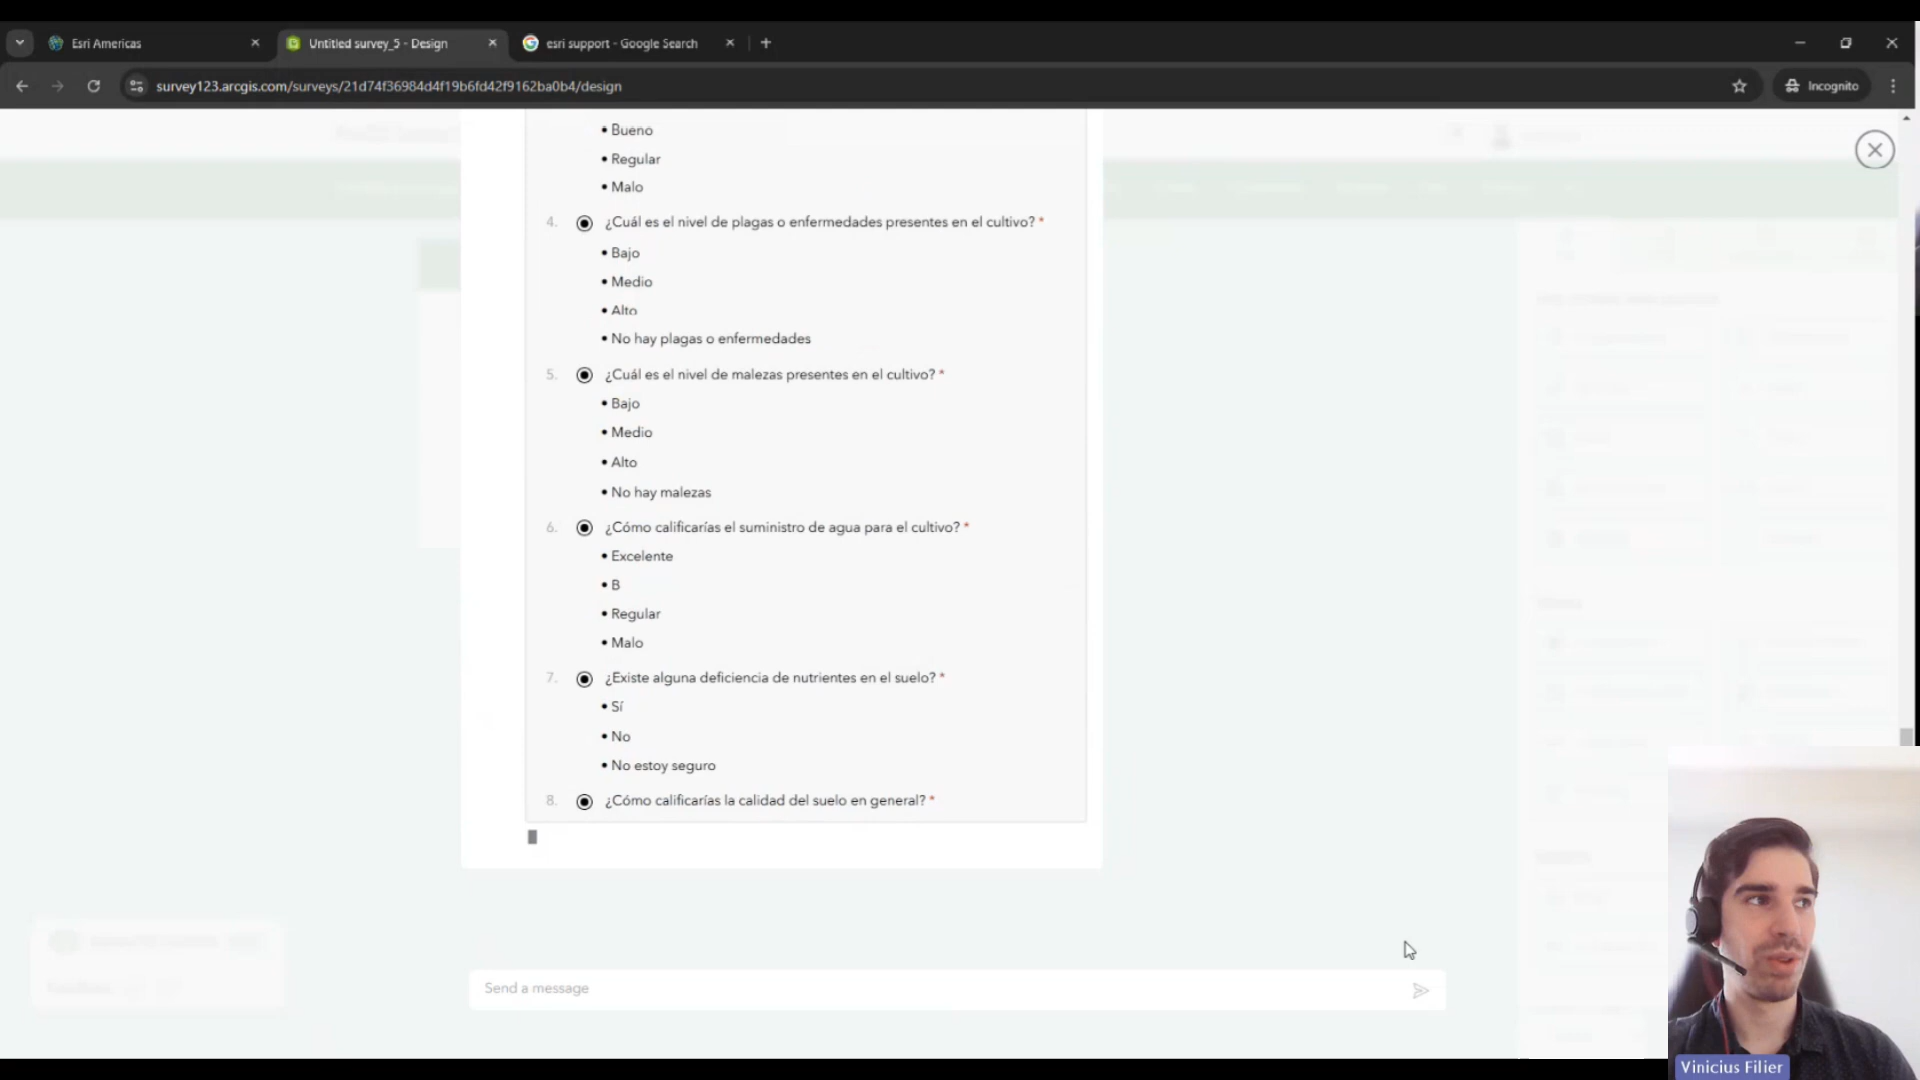 Esri Americas
Untitled survey_5 - Design
esri support - Google Search
survey123.arcgis.com/surveys/21d74f36984d4f19b6fd42f9162ba0b4/design
Incognito
• Bueno
• Regular
• Malo
4. ¿Cuál es el nivel de plagas o enfermedades presentes en el cultivo? *
• Bajo
• Medio
• Alto
• No hay plagas o enfermedades
5. ¿Cuál es el nivel de malezas presentes en el cultivo? *
• Bajo
• Medio
• Alto
• No hay malezas
6. ¿Cómo calificarías el suministro de agua para el cultivo? *
• Excelente
• B
• Regular
• Malo
7. ¿Existe alguna deficiencia de nutrientes en el suelo? *
• Sí
• No
• No estoy seguro
8. ¿Cómo calificarías la calidad del suelo en general? *
Send a message
Vinicius Filier